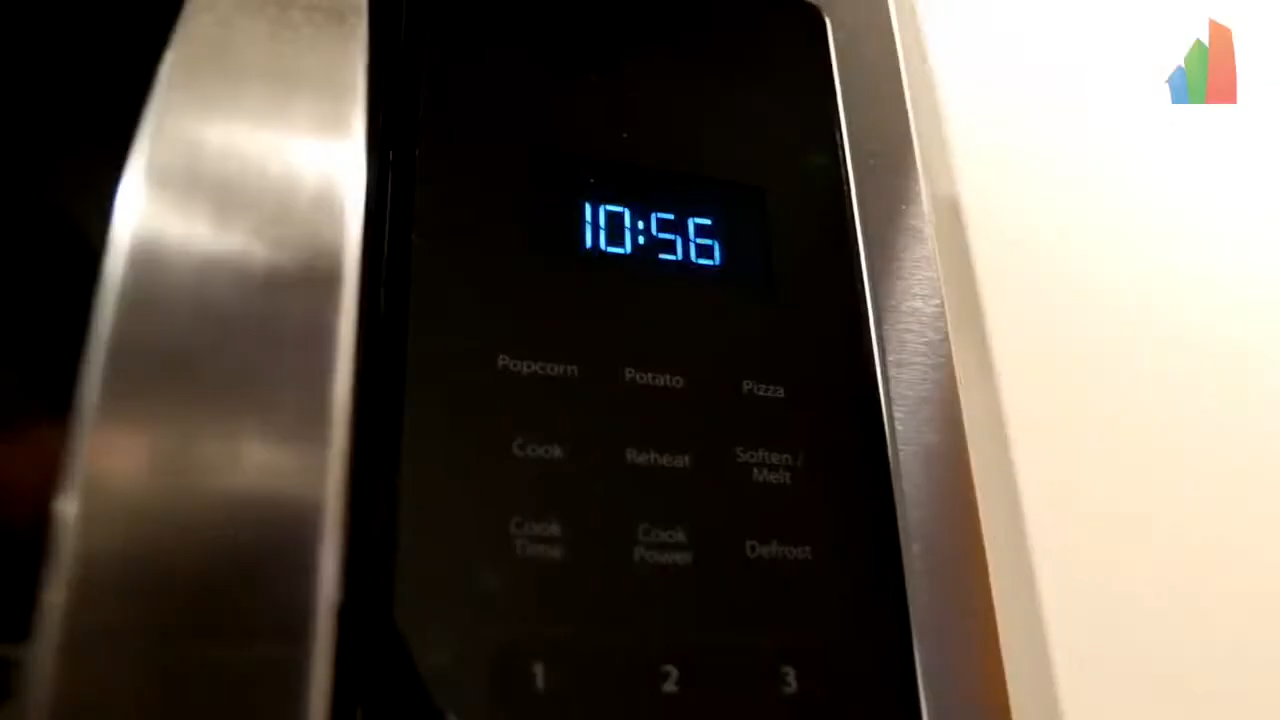 10:56
Popcorn Potato Pizza
Cook Reheat Soften /
Melt
Cook Cook Defrost
Time Power
1 2 3